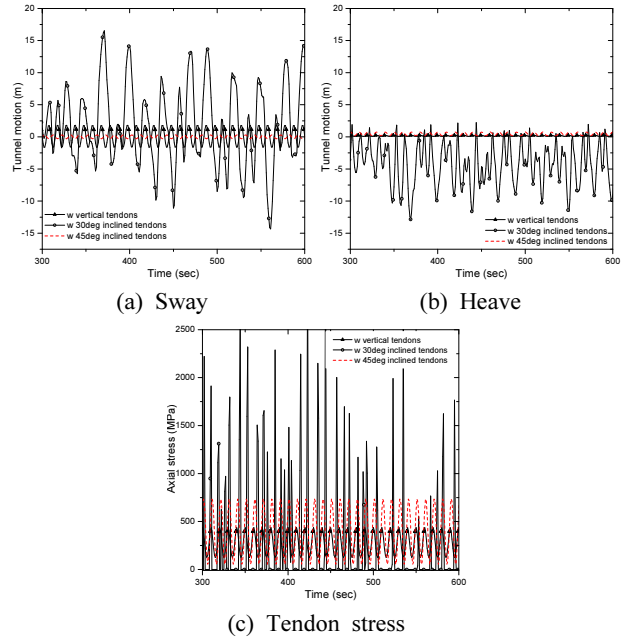 20
15
10
5
0
-5
-10
-15
Tunnel motion (m)
w vertical tendons
w 30deg inclined tendons
w 45deg inclined tendons
300 400 500 600
Time (sec)
(a) Sway
20
15
10
5
0
-5
-10
-15
Tunnel motion (m)
w vertical tendons
w 30deg inclined tendons
w 45deg inclined tendons
300 400 500 600
Time (sec)
(b) Heave
2500
2000
1500
1000
500
0
Axial stress (MPa)
w vertical tendons
w 30deg inclined tendons
w 45deg inclined tendons
300 400 500 600
Time (sec)
(c) Tendon stress